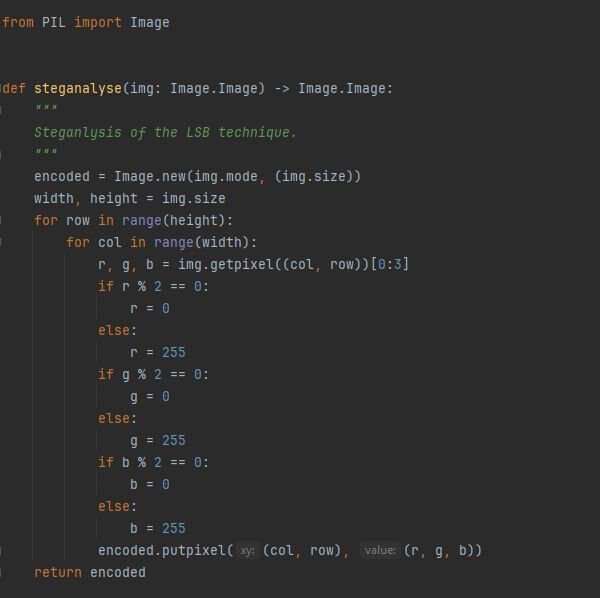 from PIL import Image
def steganalyse(img: Image.Image) -> Image.Image:
    """
    Steganlysis of the LSB technique.
    """
    encoded = Image.new(img.mode, (img.size))
    width, height = img.size
    for row in range(height):
        for col in range(width):
            r, g, b = img.getpixel((col, row))[0:3]
            if r % 2 == 0:
                r = 0
            else:
                r = 255
            if g % 2 == 0:
                g = 0
            else:
                g = 255
            if b % 2 == 0:
                b = 0
            else:
                b = 255
            encoded.putpixel( xy: (col, row), value: (r, g, b))
    return encoded